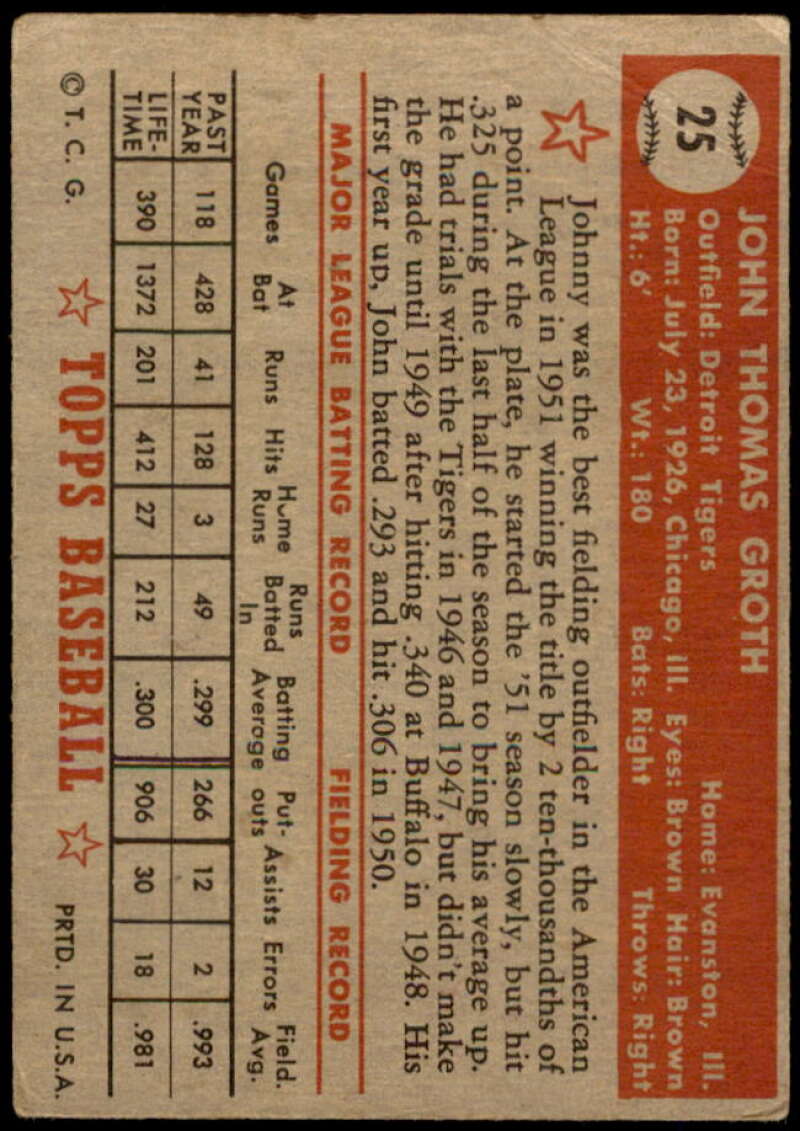 25
JOHN THOMAS GROTH
Outfield: Detroit Tigers Home: Evanston, Ill.
Born: July 23, 1926, Chicago, Ill. Eyes: Brown Hair: Brown
Ht.: 6' Wt.: 180 Bats: Right Throws: Right
Johnny was the best fielding outfielder in the American
League in 1951 winning the title by 2 ten-thousandths of
a point. At the plate, he started the '51 season slowly, but hit
.325 during the last half of the season to bring his average up.
He had trials with the Tigers in 1946 and 1947, but didn't make
the grade until 1949 after hitting .340 at Buffalo in 1948. His
first year up, John batted .293 and hit .306 in 1950.
MAJOR LEAGUE BATTING RECORD FIELDING RECORD
Games At Bat Runs Hits Home Runs Runs Batted In Batting Average Put-outs Assists Errors Field. Avg.
PAST YEAR 118 428 41 128 3 49 .299 266 12 2 .993
LIFE-TIME 390 1372 201 412 27 212 .300 906 30 18 .981
© T. C. G. TOPPS BASEBALL PRTD. IN U.S.A.